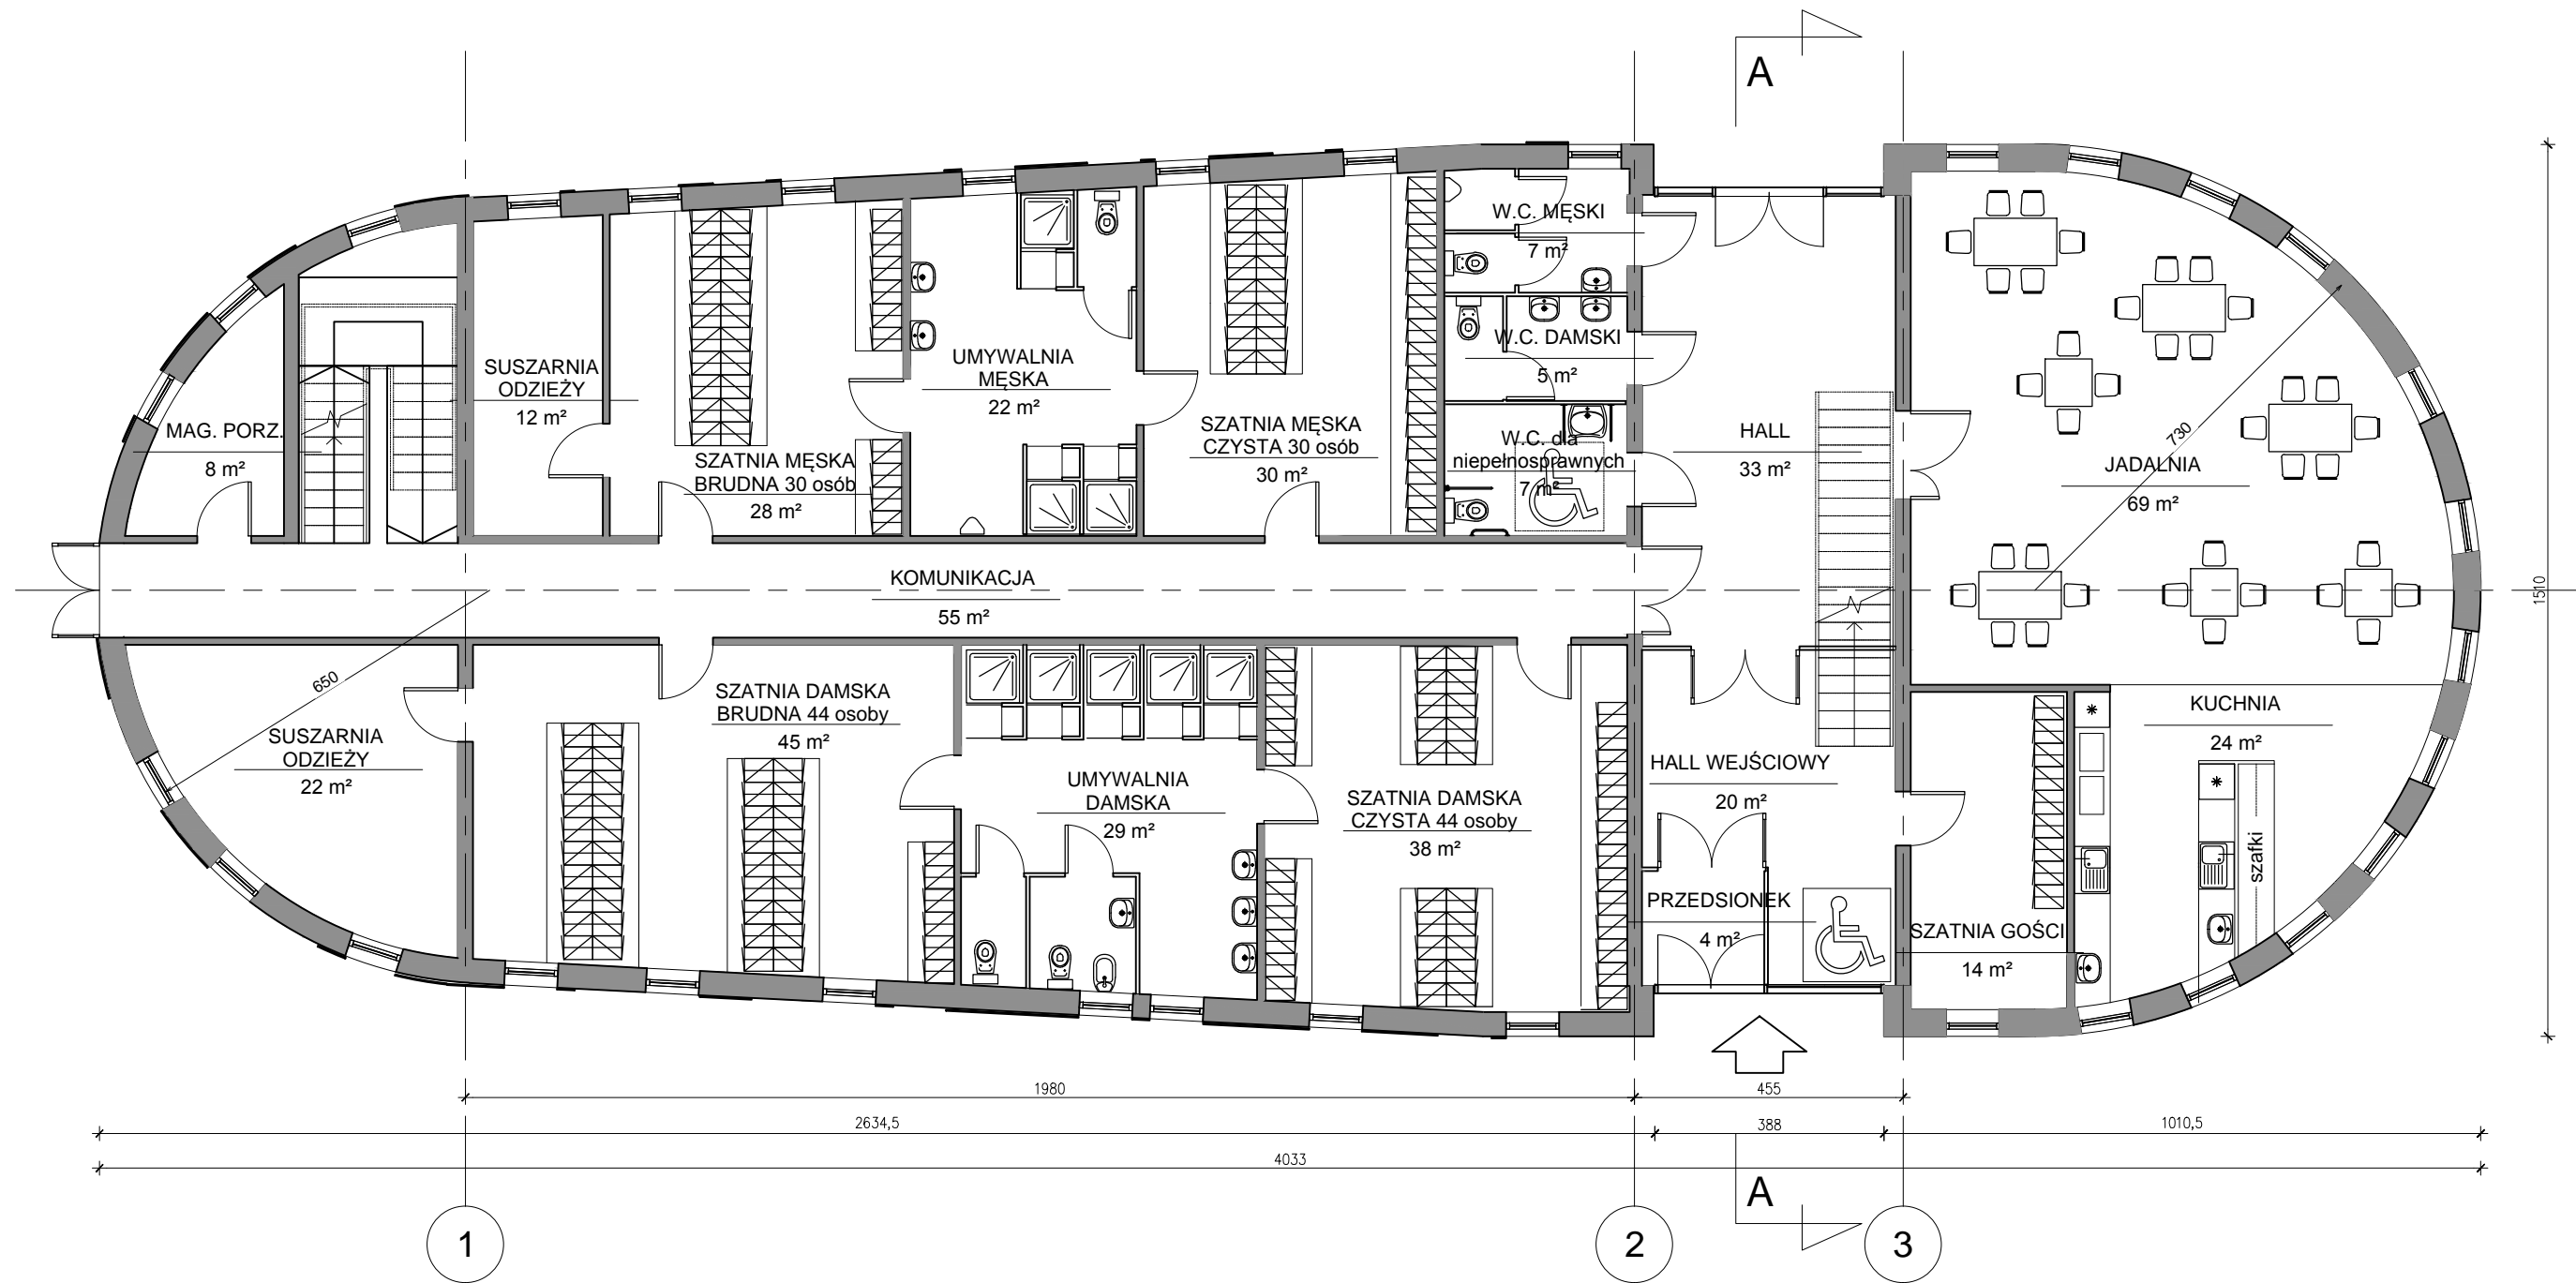 A
W.C. MĘSKI
7 m²
SUSZARNIA
ODZIEŻY
12 m²
UMYWALNIA
MĘSKA
22 m²
W.C. DAMSKI
5 m²
MAG. PORZ.
8 m²
SZATNIA MĘSKA
BRUDNA 30 osób
28 m²
SZATNIA MĘSKA
CZYSTA 30 osób
30 m²
W.C. dla
niepełnosprawnych
7 m²
HALL
33 m²
730
JADALNIA
69 m²
KOMUNIKACJA
55 m²
1510
650
SUSZARNIA
ODZIEŻY
22 m²
SZATNIA DAMSKA
BRUDNA 44 osoby
45 m²
UMYWALNIA
DAMSKA
29 m²
SZATNIA DAMSKA
CZYSTA 44 osoby
38 m²
HALL WEJŚCIOWY
20 m²
KUCHNIA
24 m²
szafki
PRZEDSIONEK
4 m²
SZATNIA GOŚCI
14 m²
1980
455
2634,5
388
1010,5
4033
A
1
2
3